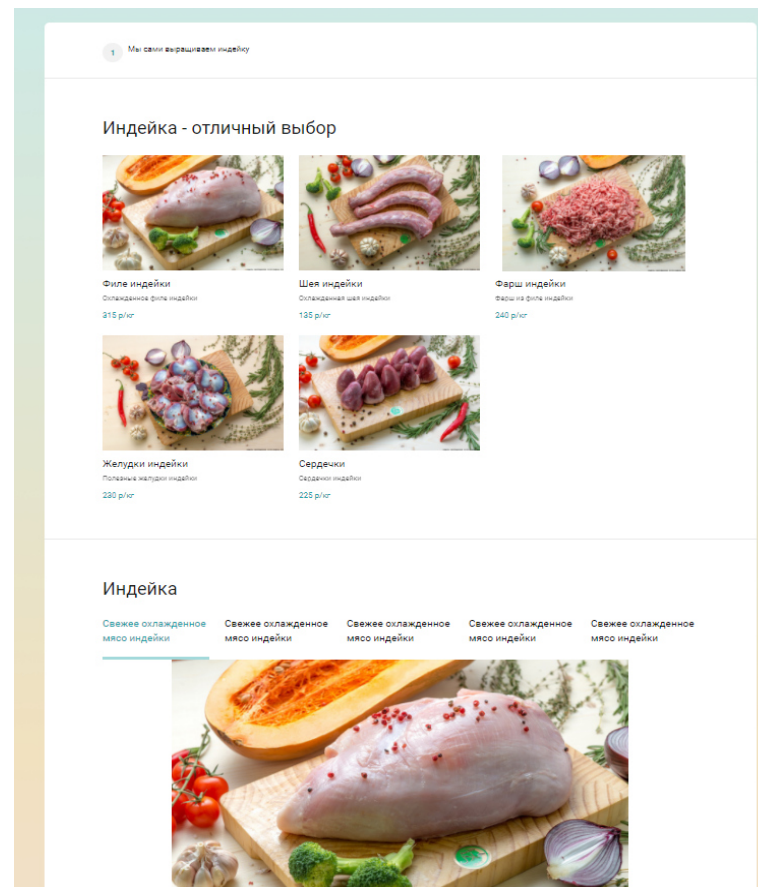 1
Мы сами выращиваем индейку
Индейка - отличный выбор
Филе индейки
Охлажденное филе индейки
315 р/кг
Шея индейки
Охлажденная шея индейки
135 р/кг
Фарш индейки
Фарш из филе индейки
240 р/кг
Желудки индейки
Полезные желудки индейки
230 р/кг
Сердечки
Сердечки индейки
225 р/кг
Индейка
Свежее охлажденное
мясо индейки
Свежее охлажденное
мясо индейки
Свежее охлажденное
мясо индейки
Свежее охлажденное
мясо индейки
Свежее охлажденное
мясо индейки